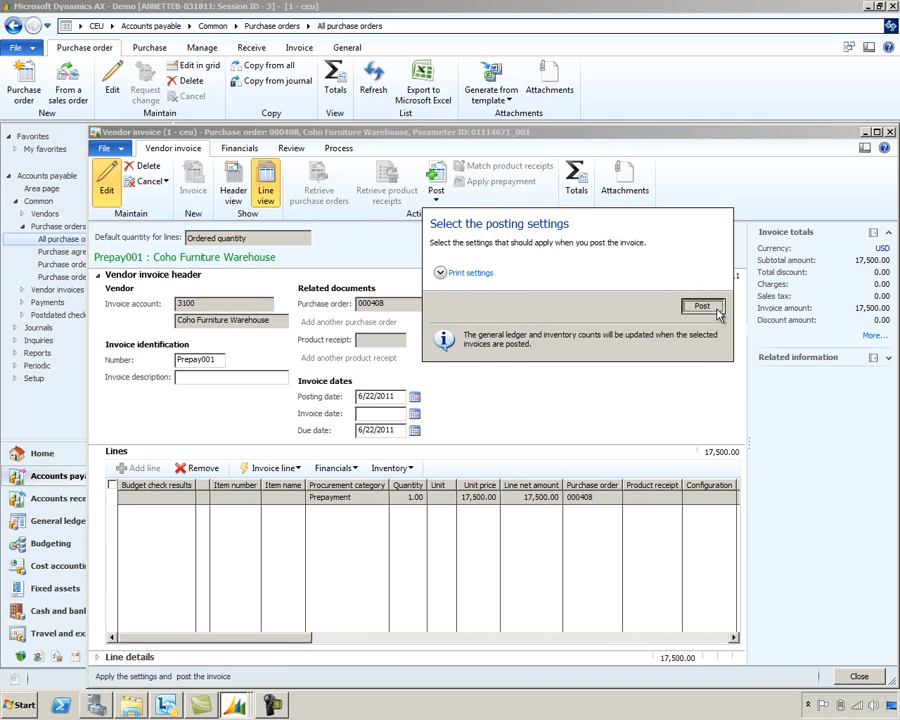 Microsoft Dynamics AX - Demo [ANNETTEB-031811: Session ID - 3] - [1 - ceu]
CEU ▸ Accounts payable ▸ Common ▸ Purchase orders ▸ All purchase orders
File Purchase order Purchase Manage Receive Invoice General
Purchase order
From a sales order
New
Edit
Request change
Edit in grid
Delete
Cancel
Maintain
Copy from all
Copy from journal
Copy
Totals
View
Refresh
Export to Microsoft Excel
List
Generate from template
Attachments
Attachments
Favorites
My favorites
Accounts payable
Area page
Common
Vendors
Purchase orders
All purchase o
Purchase agre
Purchase orde
Purchase orde
Vendor invoices
Payments
Postdated chec
Journals
Inquiries
Reports
Periodic
Setup
Home
Accounts paya
Accounts rece
General ledge
Budgeting
Cost accounti
Fixed assets
Cash and bank
Travel and ex
Vendor invoice (1 - ceu) - Purchase order: 000408, Coho Furniture Warehouse, Parameter ID: 01114671_001
File Vendor invoice Financials Review Process
Edit
Delete
Cancel
Maintain
Invoice
New
Header view
Line view
Show
Retrieve purchase orders
Retrieve product receipts
Post
Match product receipts
Apply prepayment
Acti
Totals
Attachments
Select the posting settings
Select the settings that should apply when you post the invoice.
Print settings
Post
The general ledger and inventory counts will be updated when the selected
invoices are posted.
Default quantity for lines: Ordered quantity
Prepay001 : Coho Furniture Warehouse
Vendor invoice header
Vendor
Invoice account: 3100
Coho Furniture Warehouse
Invoice identification
Number: Prepay001
Invoice description:
Related documents
Purchase order: 000408
Add another purchase order
Product receipt:
Add another product receipt
Invoice dates
Posting date: 6/22/2011
Invoice date:
Due date: 6/22/2011
Invoice totals
Currency: USD
Subtotal amount: 17,500.00
Total discount: 0.00
Charges: 0.00
Sales tax: 0.00
Invoice amount: 17,500.00
Discount amount: 0.00
More...
Related information
Lines 17,500.00
Add line Remove Invoice line Financials Inventory
Budget check results Item number Item name Procurement category Quantity Unit Unit price Line net amount Purchase order Product receipt Configuration
Prepayment 1.00 17,500.00 17,500.00 000408
Line details 17,500.00
Apply the settings and post the invoice
Close
Start